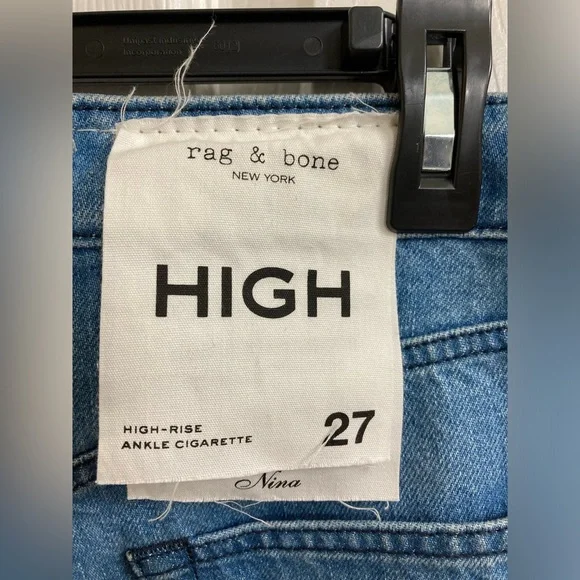 rag & bone
NEW YORK
HIGH
HIGH-RISE
ANKLE CIGARETTE
27
Nina